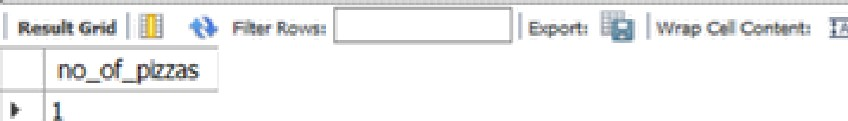 Result Grid Filter Rows: Export: Wrap Cell Content:
no_of_pizzas
1